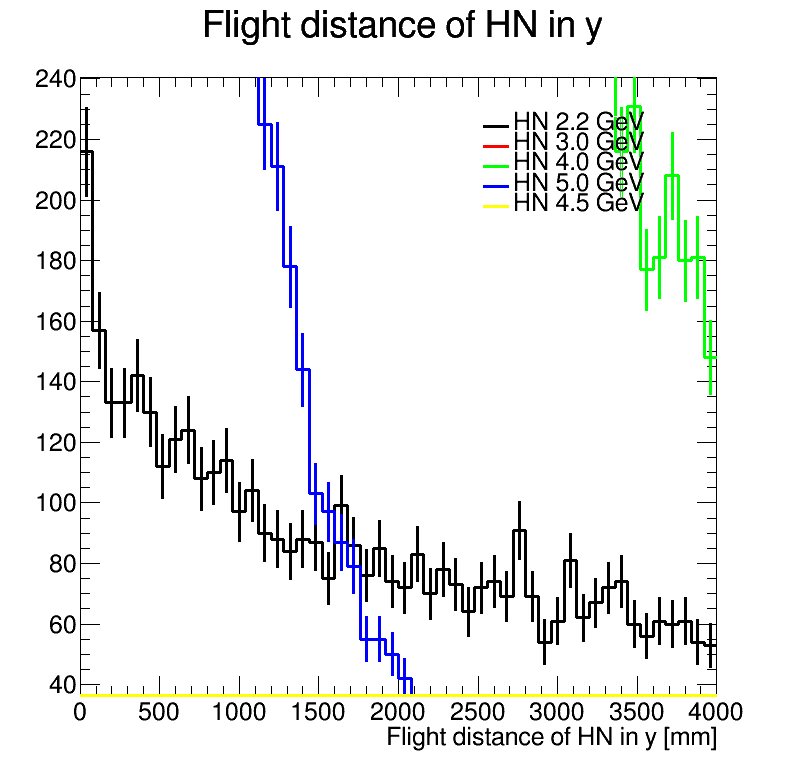 Flight distance of HN in y
240
220
200
180
160
140
120
100
80
60
40
HN 2.2 GeV
HN 3.0 GeV
HN 4.0 GeV
HN 5.0 GeV
HN 4.5 GeV
0 500 1000 1500 2000 2500 3000 3500 4000
Flight distance of HN in y [mm]